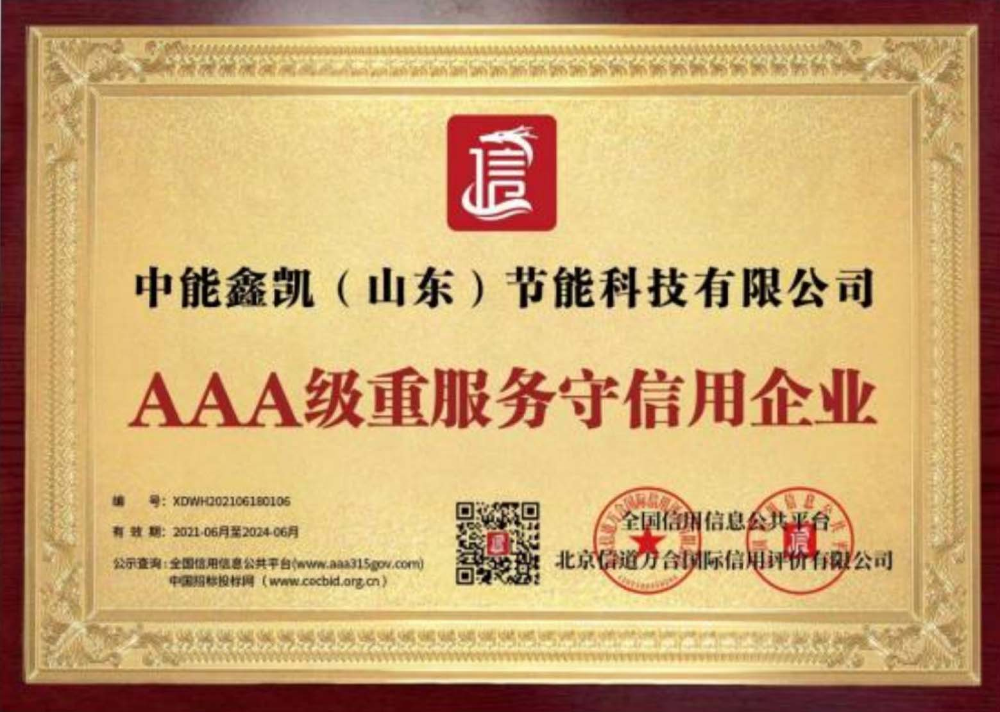 信
中能鑫凯（山东）节能科技有限公司
AAA级重服务守信用企业
编 号：XDWH202106180106
有 效 期：2021-06月至2024-06月
公示查询：全国信用信息公共平台(www.aaa315gov.com)
中国招标投标网（www.cecbid.org.cn）
全国信用信息公共平台
北京信道万合国际信用评价有限公司